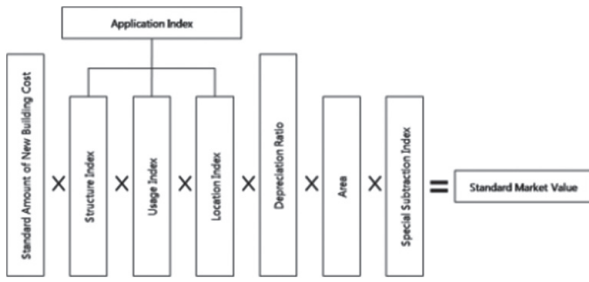 Application Index
Standard Amount of New Building Cost
×
Structure Index
×
Usage Index
×
Location Index
×
Depreciation Ratio
×
Area
×
Special Subtraction Index
=
Standard Market Value